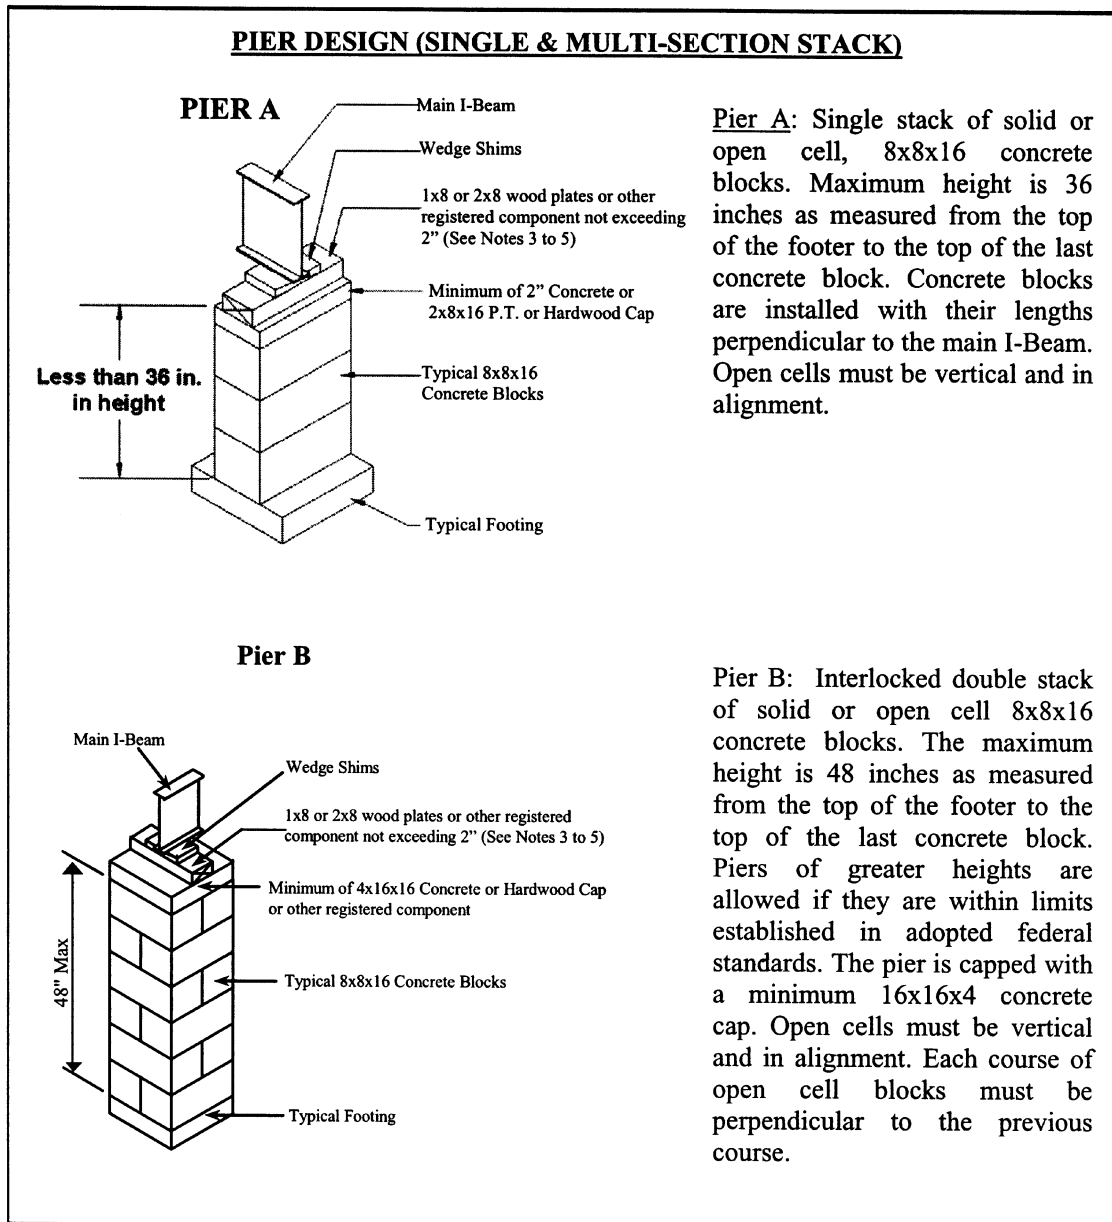 PIER DESIGN (SINGLE & MULTI-SECTION STACK)
PIER A
Main I-Beam
Wedge Shims
1x8 or 2x8 wood plates or other
registered component not exceeding
2” (See Notes 3 to 5)
Minimum of 2” Concrete or
2x8x16 P.T. or Hardwood Cap
Less than 36 in.
in height
Typical 8x8x16
Concrete Blocks
Typical Footing
Pier A: Single stack of solid or
open cell, 8x8x16 concrete
blocks. Maximum height is 36
inches as measured from the top
of the footer to the top of the last
concrete block. Concrete blocks
are installed with their lengths
perpendicular to the main I-Beam.
Open cells must be vertical and in
alignment.
Pier B
Main I-Beam
Wedge Shims
1x8 or 2x8 wood plates or other registered
component not exceeding 2” (See Notes 3 to 5)
Minimum of 4x16x16 Concrete or Hardwood Cap
or other registered component
48" Max
Typical 8x8x16 Concrete Blocks
Typical Footing
Pier B: Interlocked double stack
of solid or open cell 8x8x16
concrete blocks. The maximum
height is 48 inches as measured
from the top of the footer to the
top of the last concrete block.
Piers of greater heights are
allowed if they are within limits
established in adopted federal
standards. The pier is capped with
a minimum 16x16x4 concrete
cap. Open cells must be vertical
and in alignment. Each course of
open cell blocks must be
perpendicular to the previous
course.